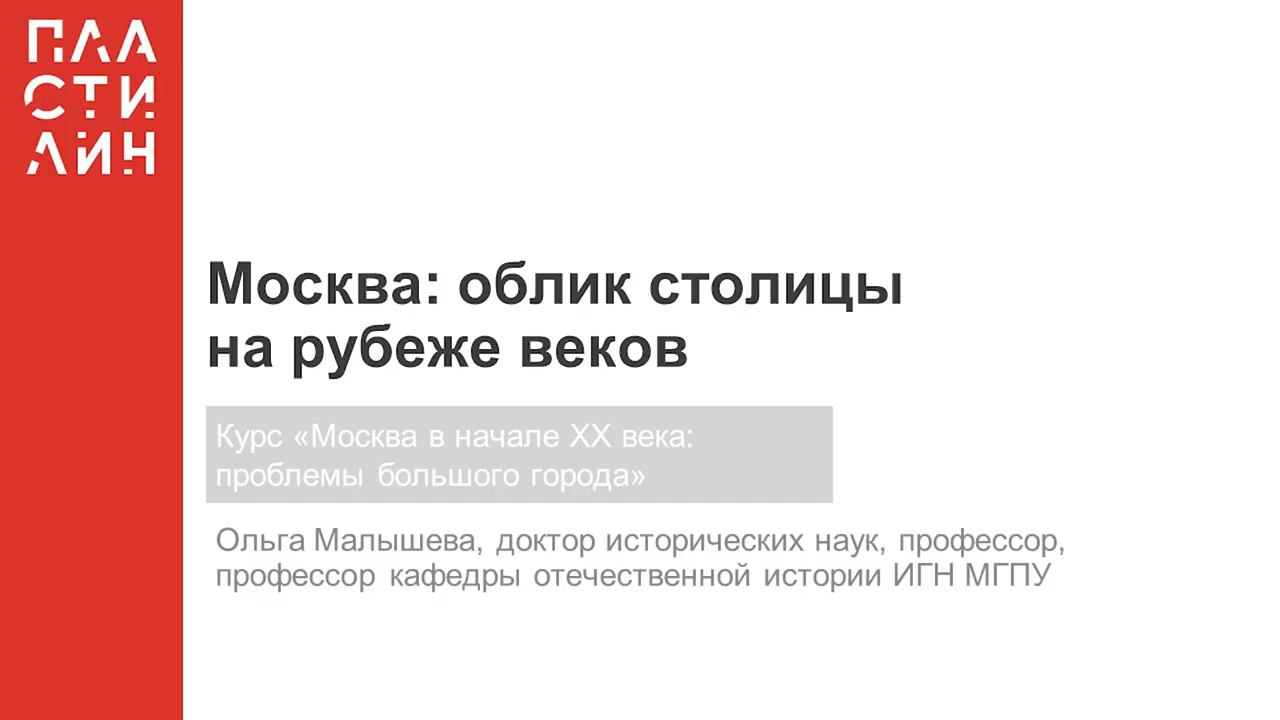 ПЛА
СТИ
ЛИН
Москва: облик столицы
на рубеже веков
Курс «Москва в начале XX века:
проблемы большого города»
Ольга Малышева, доктор исторических наук, профессор,
профессор кафедры отечественной истории ИГН МГПУ